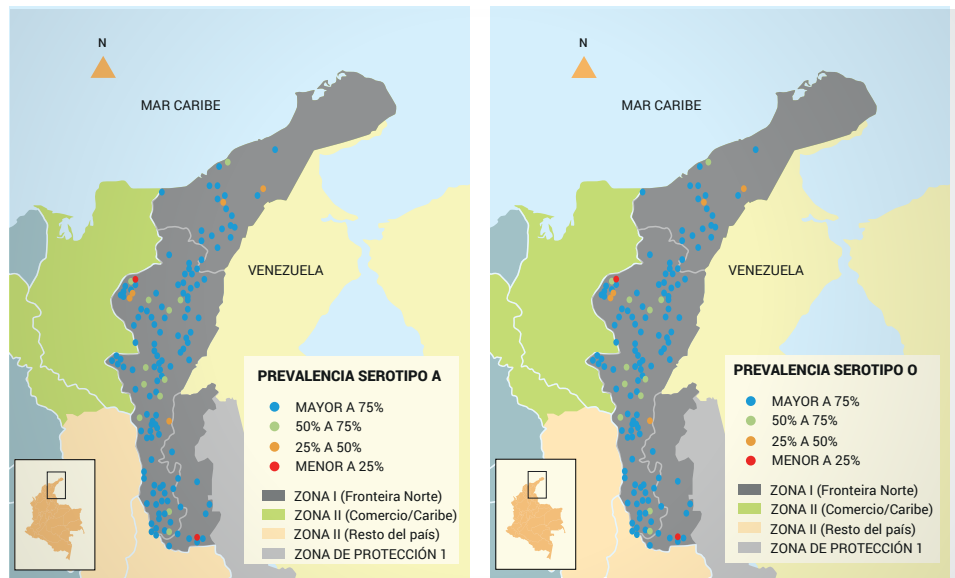 N
MAR CARIBE
VENEZUELA
PREVALENCIA SEROTIPO A
MAYOR A 75%
50% A 75%
25% A 50%
MENOR A 25%
ZONA I (Fronteira Norte)
ZONA II (Comercio/Caribe)
ZONA II (Resto del país)
ZONA DE PROTECCIÓN 1
N
MAR CARIBE
VENEZUELA
PREVALENCIA SEROTIPO O
MAYOR A 75%
50% A 75%
25% A 50%
MENOR A 25%
ZONA I (Fronteira Norte)
ZONA II (Comercio/Caribe)
ZONA II (Resto del país)
ZONA DE PROTECCIÓN 1